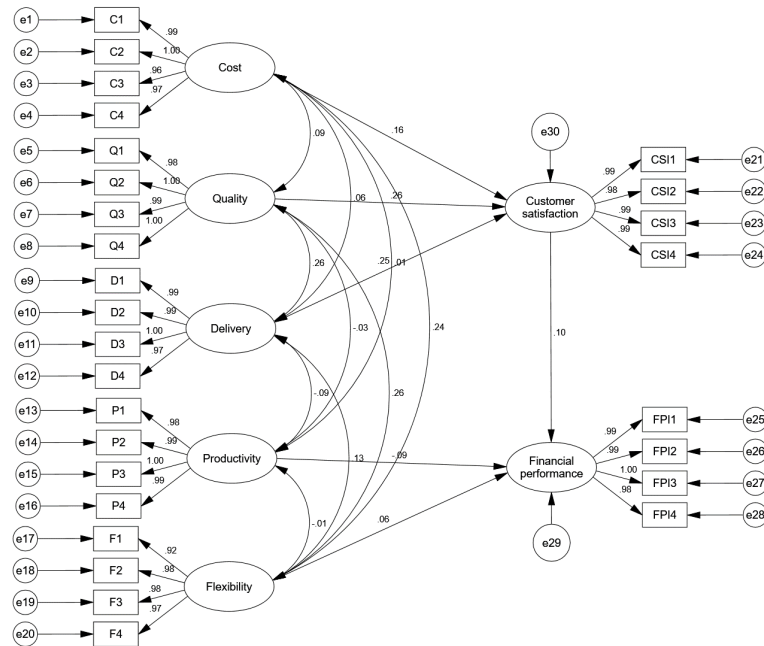 e1
C1
.99
e2
C2
1.00
e3
C3
.96
e4
C4
.97
Cost
e5
Q1
.98
e6
Q2
1.00
e7
Q3
.99
e8
Q4
1.00
Quality
e9
D1
.99
e10
D2
.99
e11
D3
1.00
e12
D4
.97
Delivery
e13
P1
.98
e14
P2
.99
e15
P3
1.00
e16
P4
.99
Productivity
e17
F1
.92
e18
F2
.98
e19
F3
.98
e20
F4
.97
Flexibility
.09
.06
.26
.16
.06
.26
.25
.01
-.03
.24
-.09
.26
.13
-.09
-.01
.06
e30
Customer
satisfaction
.99
CSI1
e21
.98
CSI2
e22
.99
CSI3
e23
.99
CSI4
e24
.10
Financial
performance
e29
.99
FPI1
e25
.99
FPI2
e26
1.00
FPI3
e27
.98
FPI4
e28